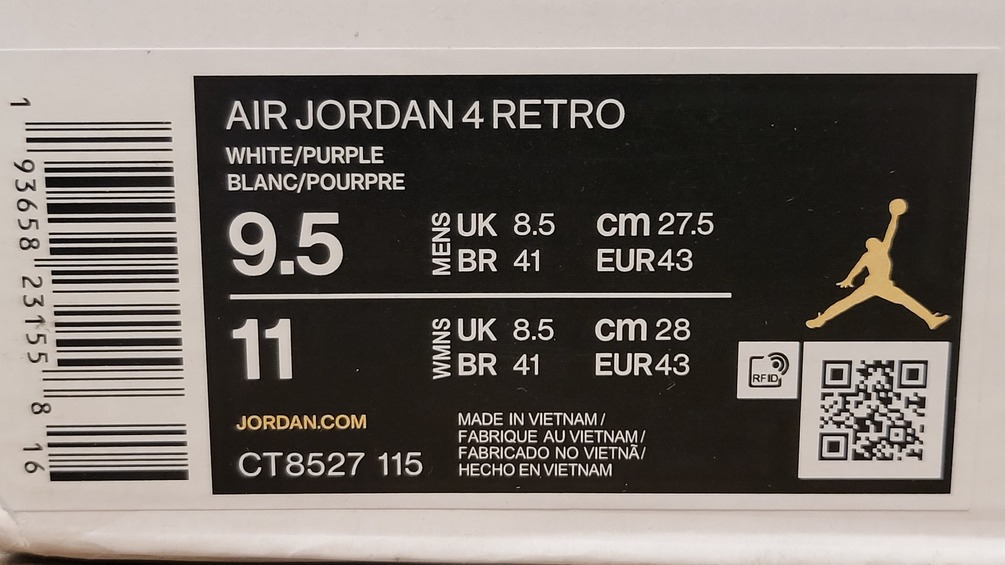 AIR JORDAN 4 RETRO
WHITE/PURPLE
BLANC/POURPRE
9.5 MENS UK 8.5 cm 27.5
BR 41 EUR 43
11 WMNS UK 8.5 cm 28
BR 41 EUR 43
JORDAN.COM
CT8527 115
MADE IN VIETNAM/
FABRIQUE AU VIETNAM/
FABRICADO NO VIETNÃ/
HECHO EN VIETNAM
RFID
1 93658 23155 8 16